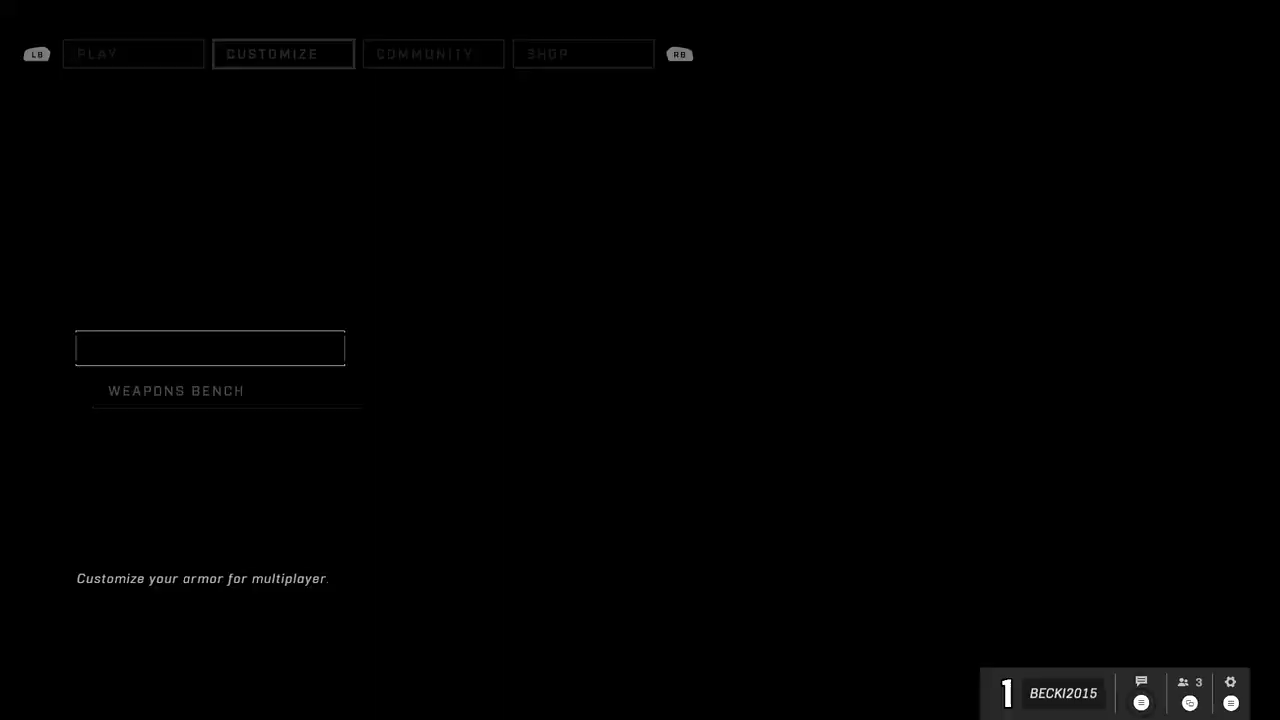 LB PLAY CUSTOMIZE COMMUNITY SHOP RB
WEAPONS BENCH
Customize your armor for multiplayer.
1 BECKI2015 3